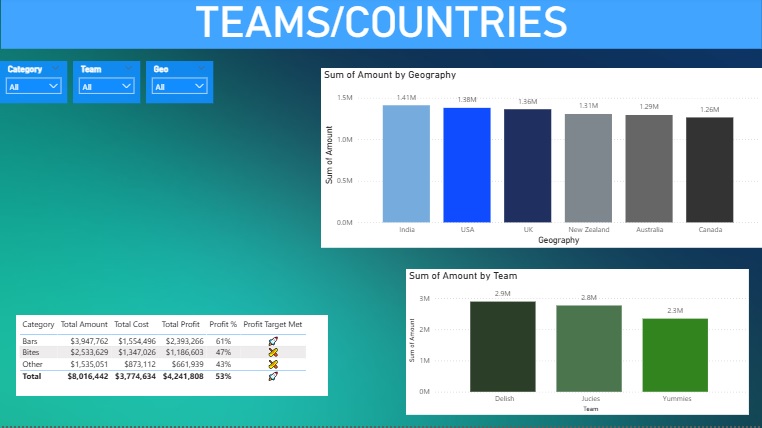 TEAMS/COUNTRIES
Category
All
Team
All
Geo
All
Sum of Amount by Geography
Sum of Amount
1.5M
1.0M
0.5M
0.0M
1.41M
1.38M
1.36M
1.31M
1.29M
1.26M
India USA UK New Zealand Australia Canada
Geography
Sum of Amount by Team
Sum of Amount
3M
2M
1M
0M
2.9M
2.8M
2.3M
Delish Jucies Yummies
Team
Category Total Amount Total Cost Total Profit Profit % Profit Target Met
Bars $3,947,762 $1,554,496 $2,393,266 61%
Bites $2,533,629 $1,347,026 $1,186,603 47%
Other $1,535,051 $873,112 $661,939 43%
Total $8,016,442 $3,774,634 $4,241,808 53%